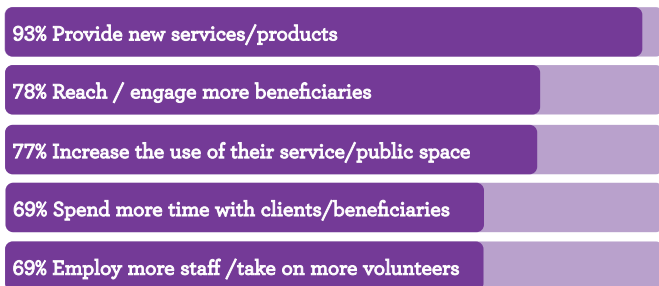 93% Provide new services/products
78% Reach / engage more beneficiaries
77% Increase the use of their service/public space
69% Spend more time with clients/beneficiaries
69% Employ more staff /take on more volunteers